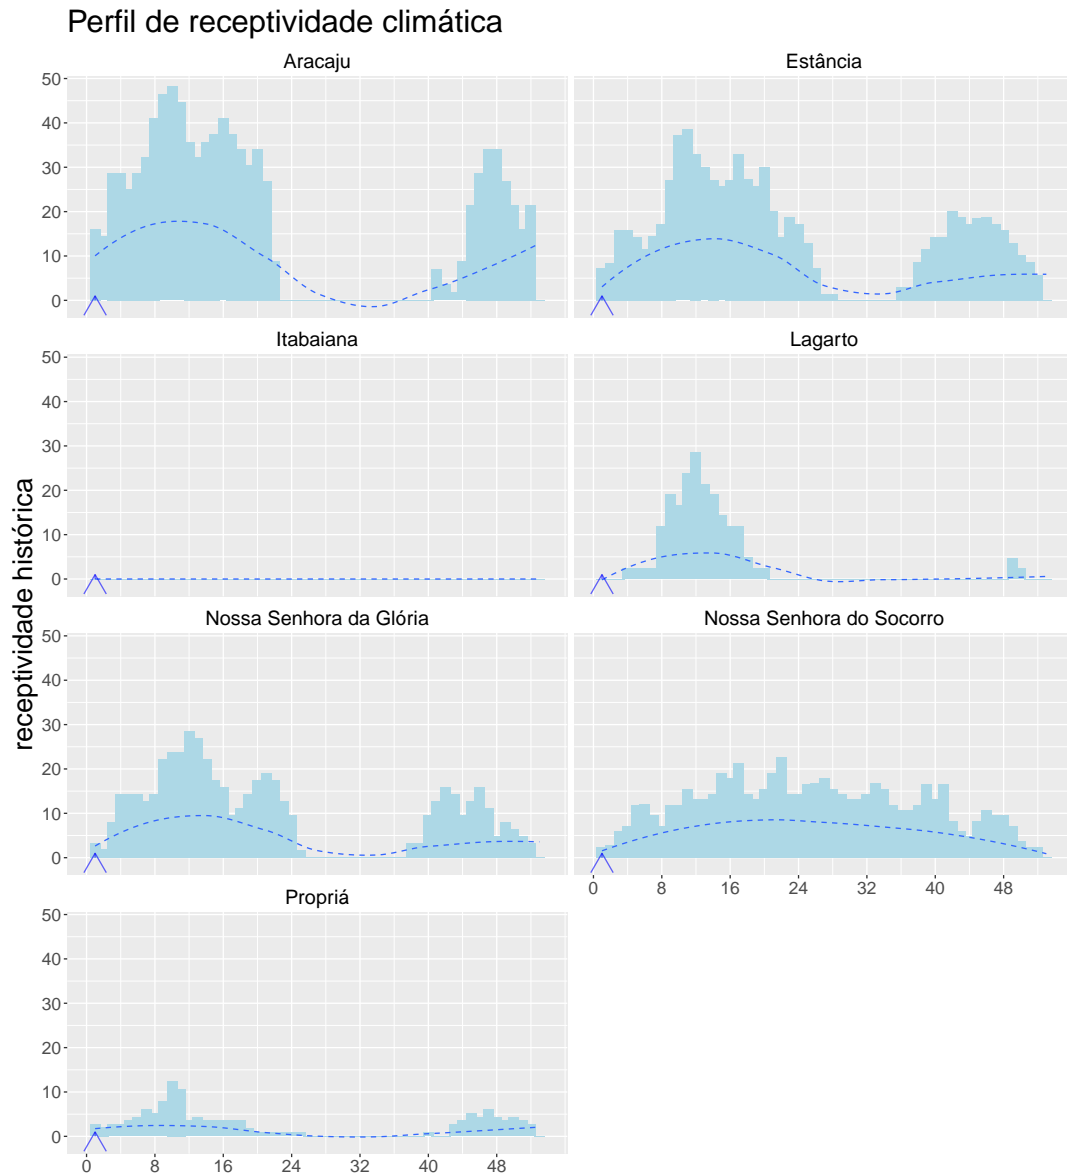 Perfil de receptividade climática
Aracaju
Estância
50
40
30
20
10
0
Itabaiana
Lagarto
50
40
30
20
10
0
receptividade histórica
Nossa Senhora da Glória
Nossa Senhora do Socorro
50
40
30
20
10
0
0 8 16 24 32 40 48
Propriá
50
40
30
20
10
0
0 8 16 24 32 40 48